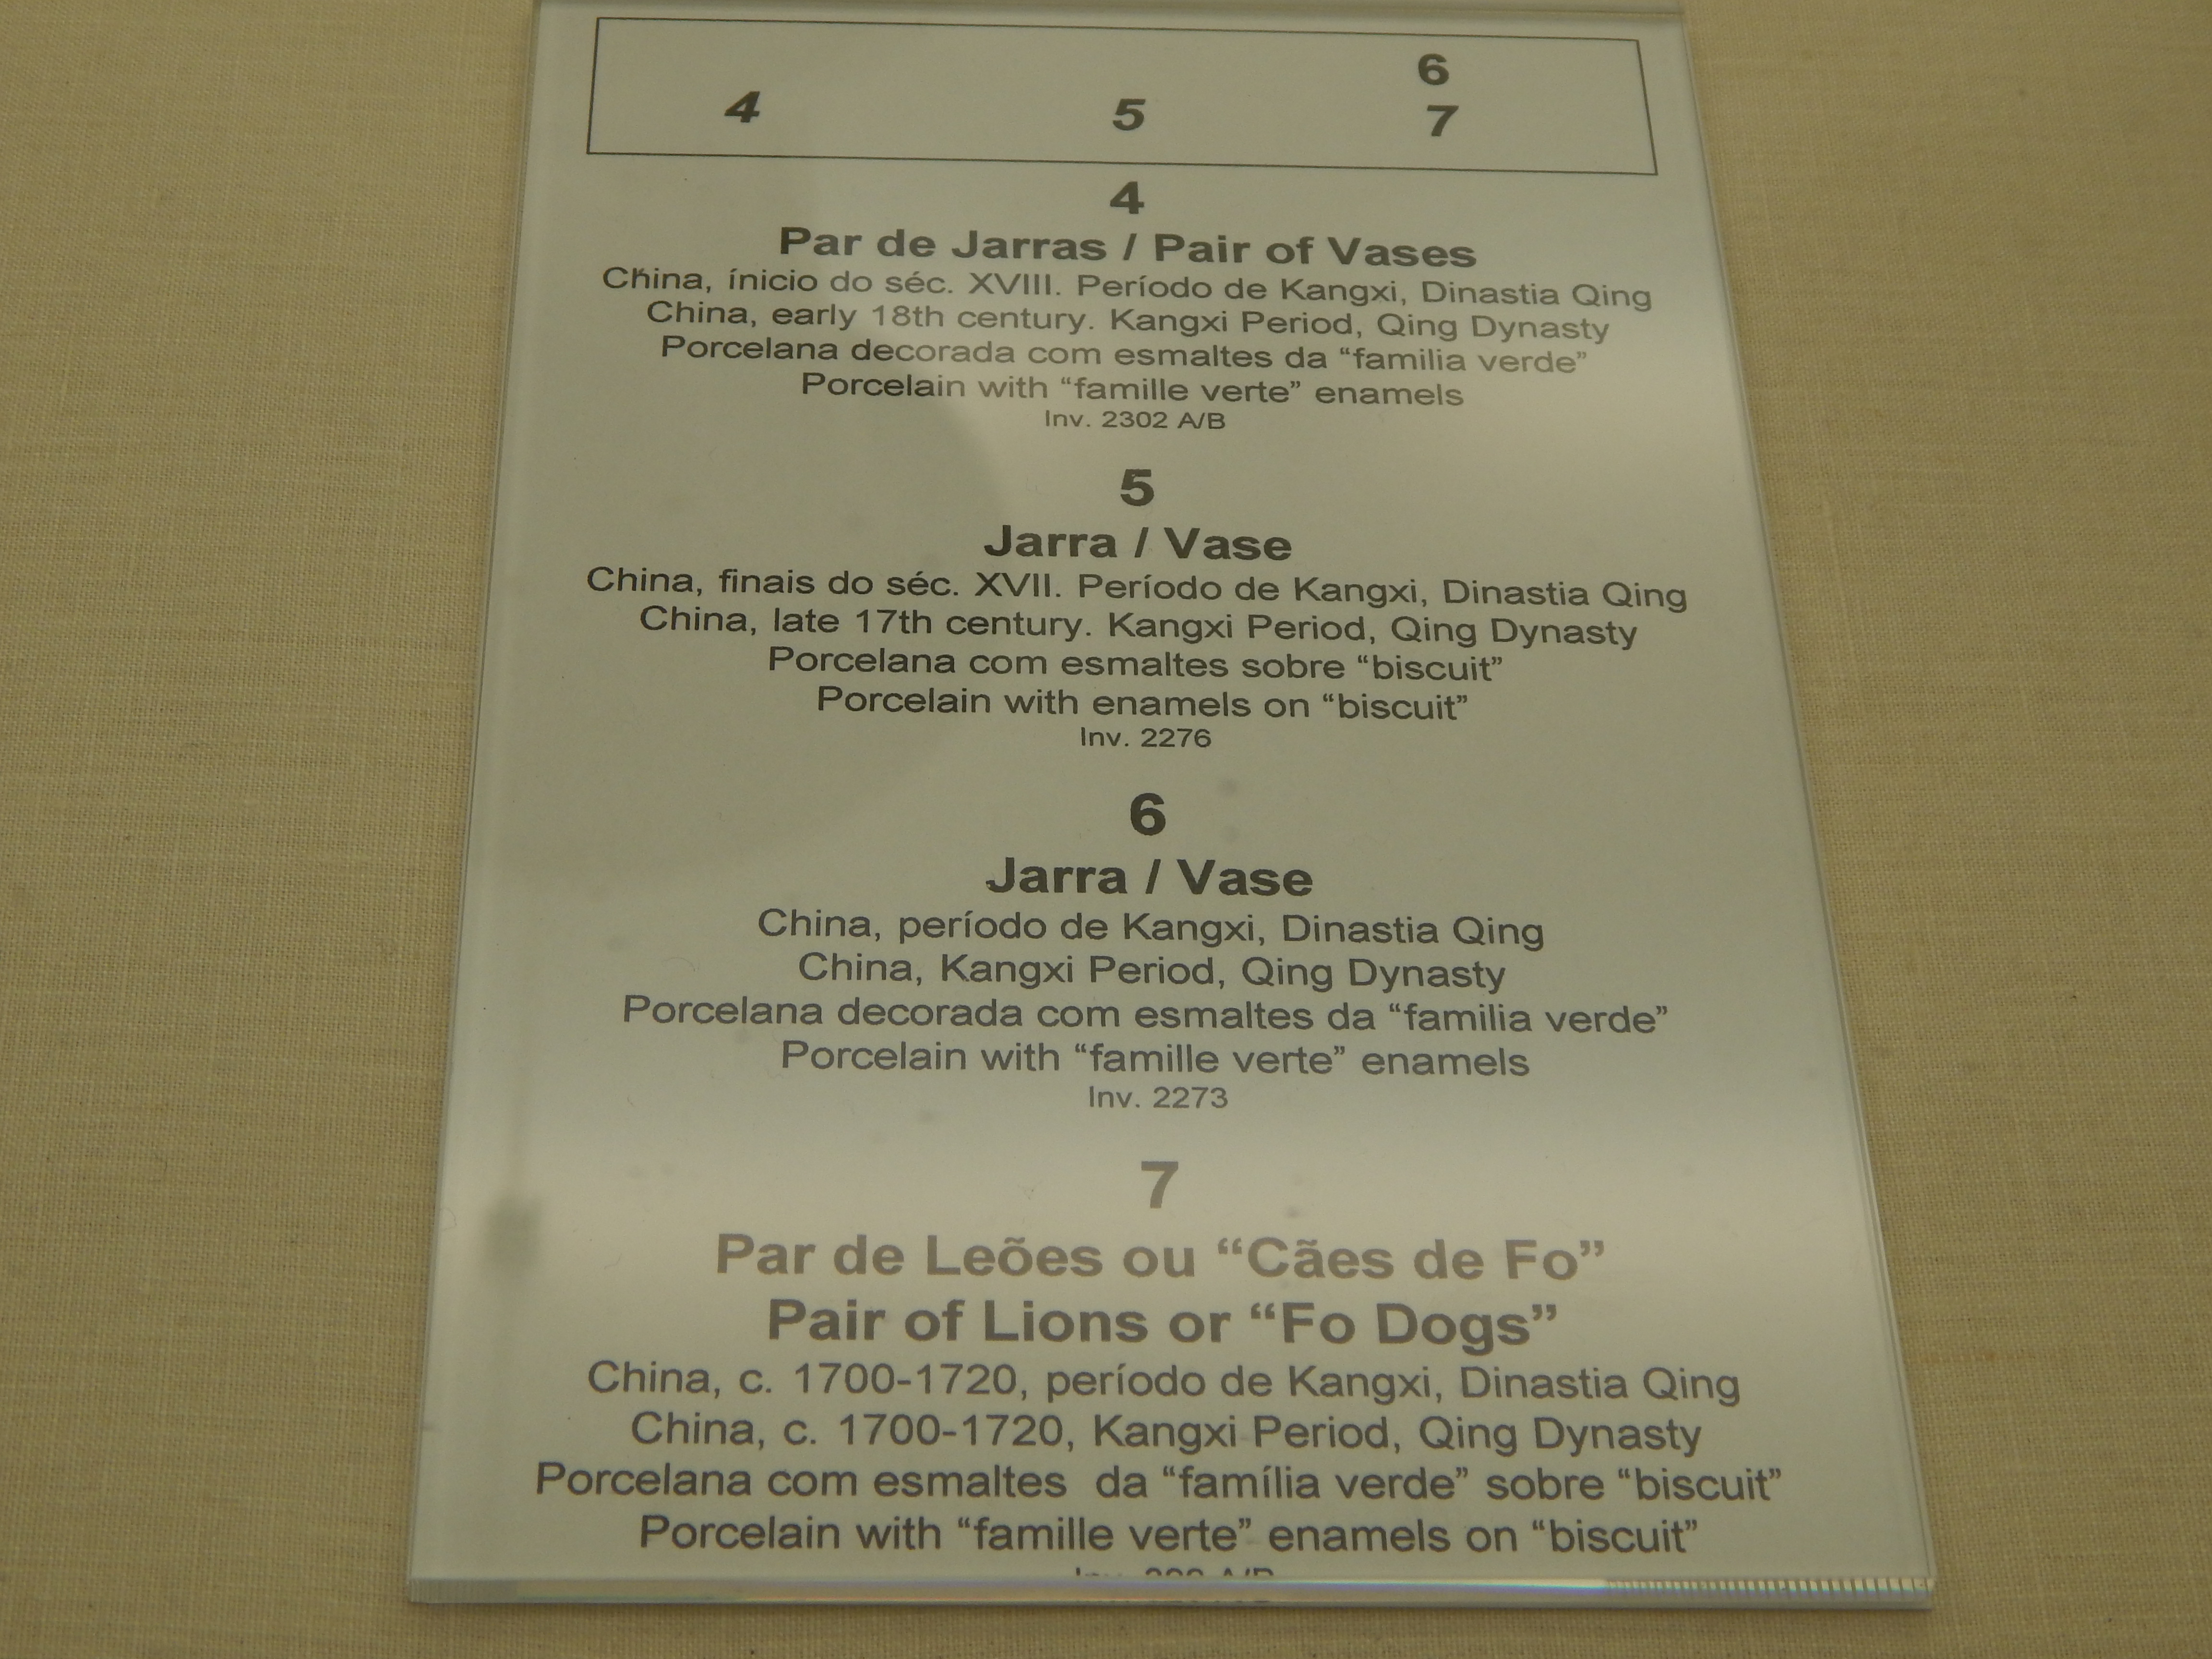 6
4 5 7
4
Par de Jarras / Pair of Vases
China, ínicio do séc. XVIII. Período de Kangxi, Dinastia Qing
China, early 18th century. Kangxi Period, Qing Dynasty
Porcelana decorada com esmaltes da “familia verde”
Porcelain with “famille verte” enamels
Inv. 2302 A/B
5
Jarra / Vase
China, finais do séc. XVII. Período de Kangxi, Dinastia Qing
China, late 17th century. Kangxi Period, Qing Dynasty
Porcelana com esmaltes sobre “biscuit”
Porcelain with enamels on “biscuit”
Inv. 2276
6
Jarra / Vase
China, período de Kangxi, Dinastia Qing
China, Kangxi Period, Qing Dynasty
Porcelana decorada com esmaltes da “familia verde”
Porcelain with “famille verte” enamels
Inv. 2273
7
Par de Leões ou “Cães de Fo”
Pair of Lions or “Fo Dogs”
China, c. 1700-1720, período de Kangxi, Dinastia Qing
China, c. 1700-1720, Kangxi Period, Qing Dynasty
Porcelana com esmaltes da “família verde” sobre “biscuit”
Porcelain with “famille verte” enamels on “biscuit”